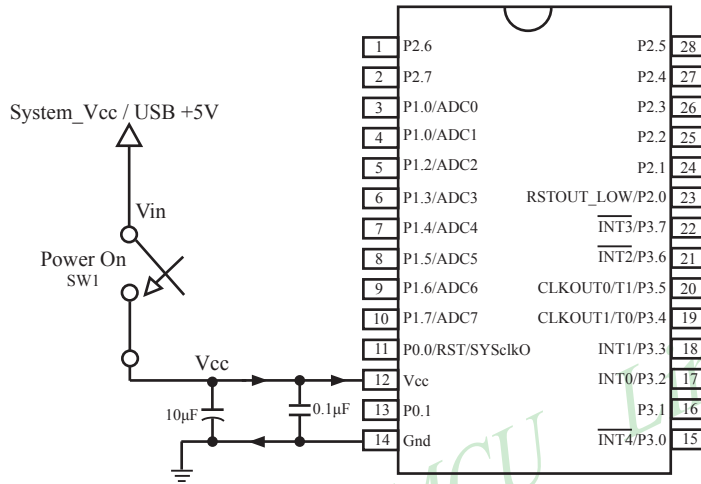 1 P2.6 P2.5 28
2 P2.7 P2.4 27
3 P1.0/ADC0 P2.3 26
System_Vcc / USB +5V
4 P1.0/ADC1 P2.2 25
5 P1.2/ADC2 P2.1 24
6 P1.3/ADC3 RSTOUT_LOW/P2.0 23
Vin
7 P1.4/ADC4 INT3/P3.7 22
Power On
8 P1.5/ADC5 INT2/P3.6 21
SW1
9 P1.6/ADC6 CLKOUT0/T1/P3.5 20
10 P1.7/ADC7 CLKOUT1/T0/P3.4 19
11 P0.0/RST/SYSclkO INT1/P3.3 18
Vcc
12 Vcc INT0/P3.2 17
10μF
0.1μF
13 P0.1 P3.1 16
14 Gnd INT4/P3.0 15
MCU